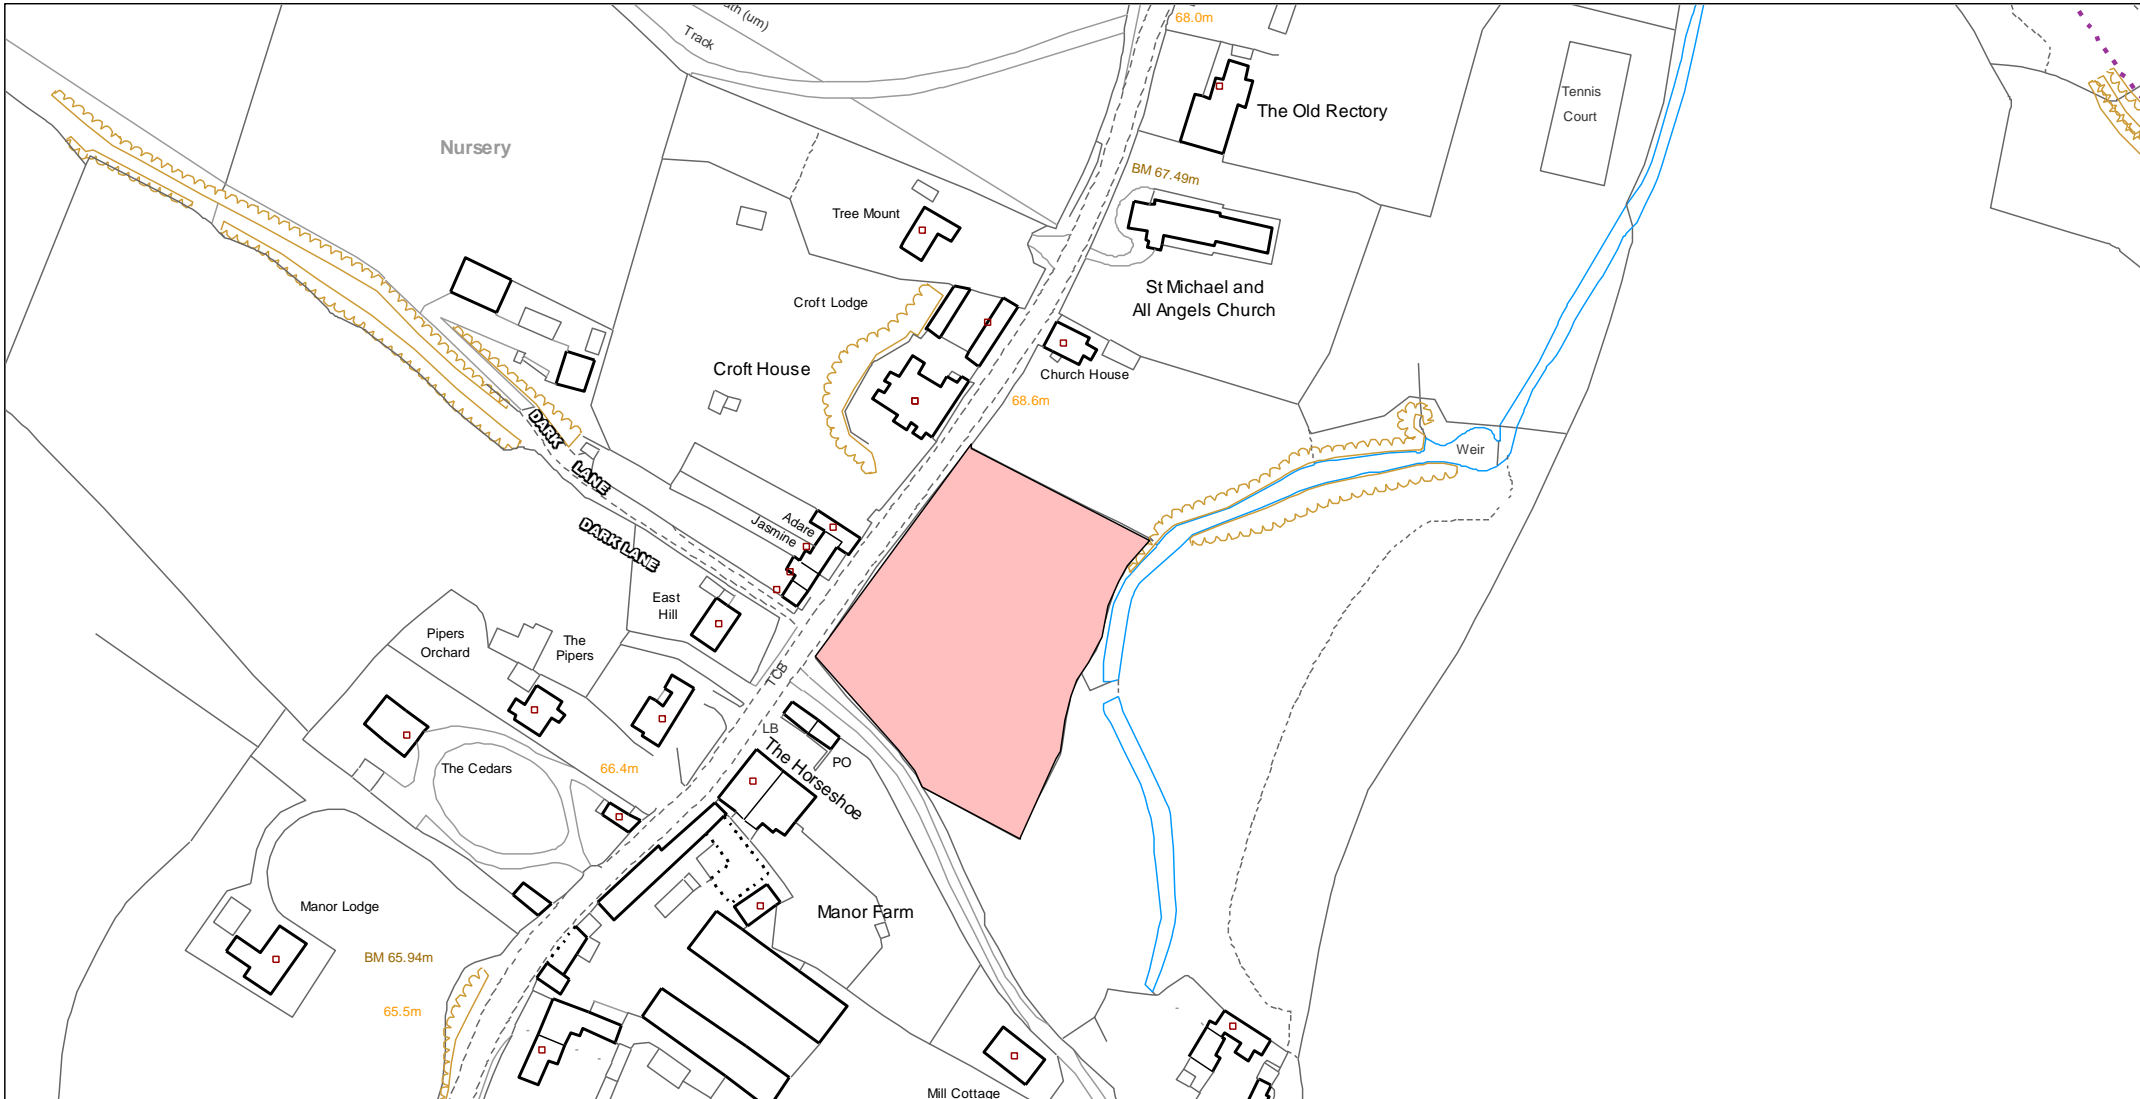 (um)
Track
68.0m
The Old Rectory
Tennis
Court
Nursery
BM 67.49m
Tree Mount
St Michael and
All Angels Church
Croft Lodge
Croft House
Church House
68.6m
DARK
LANE
Weir
Adare
Jasmine
DARK LANE
East
Hill
Pipers
Orchard
The
Pipers
TCB
LB
PO
The Horseshoe
The Cedars
66.4m
Manor Lodge
Manor Farm
BM 65.94m
65.5m
Mill Cottage